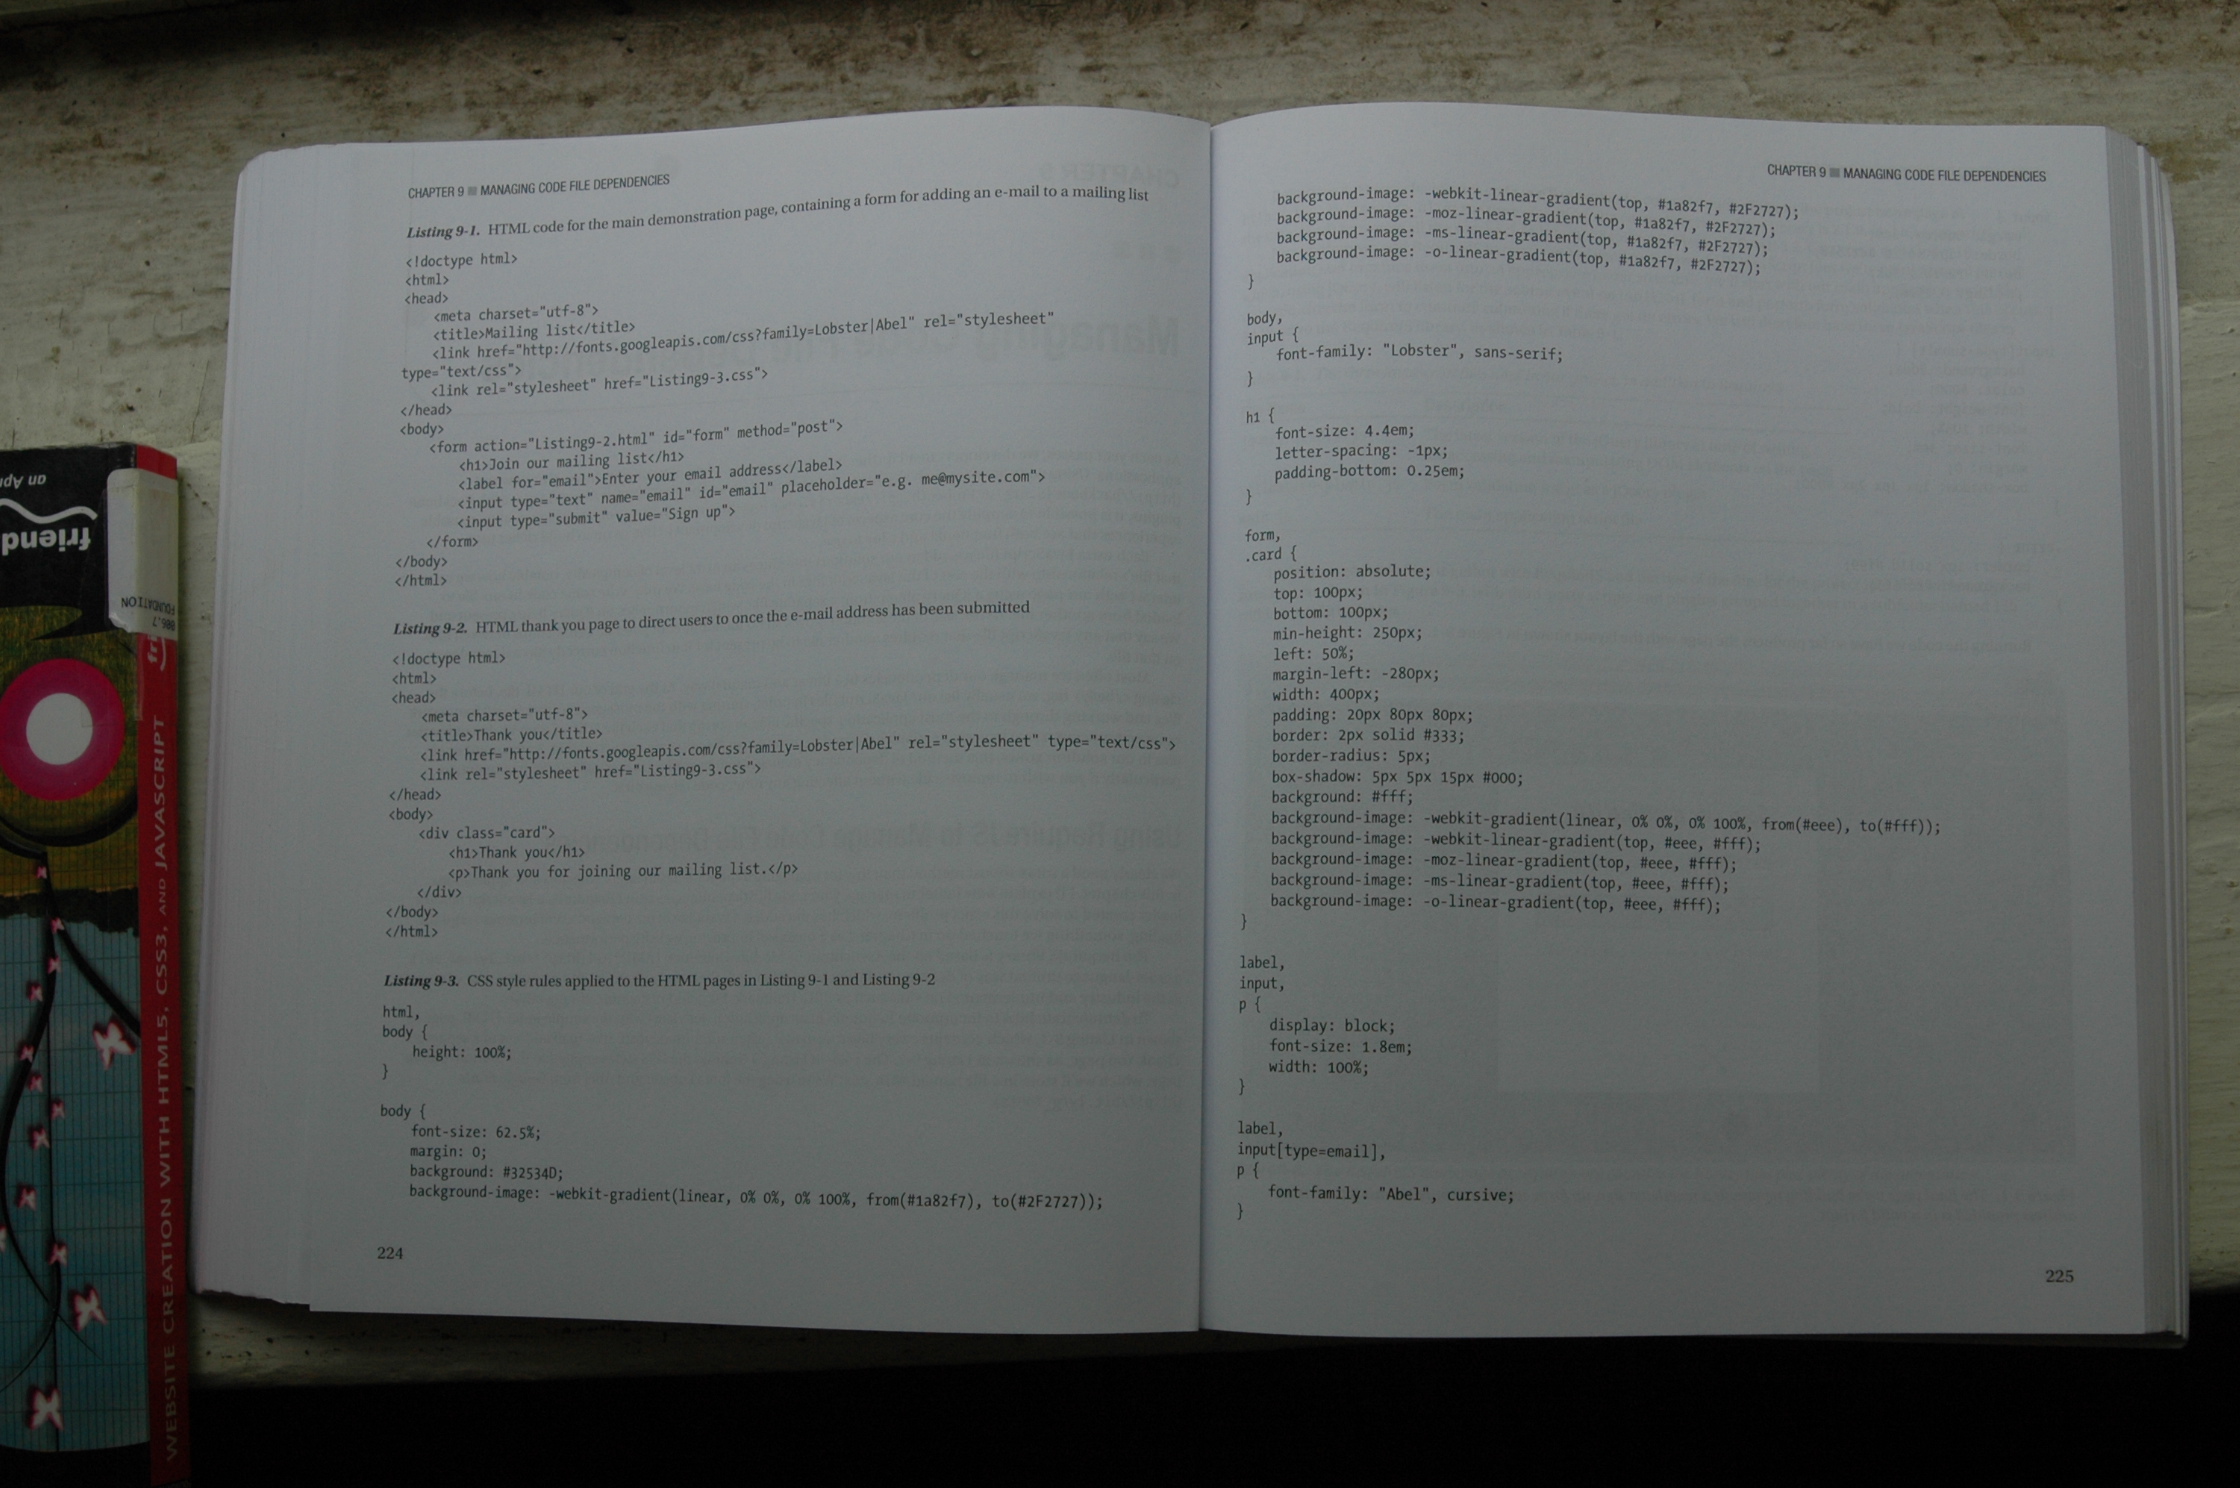 CHAPTER 9 ■ MANAGING CODE FILE DEPENDENCIES
Listing 9-1. HTML code for the main demonstration page, containing a form for adding an e-mail to a mailing list
<!doctype html>
<html>
<head>
    <meta charset="utf-8">
    <title>Mailing list</title>
    <link href="http://fonts.googleapis.com/css?family=Lobster|Abel" rel="stylesheet"
type="text/css">
    <link rel="stylesheet" href="Listing9-3.css">
</head>
<body>
    <form action="Listing9-2.html" id="form" method="post">
        <h1>Join our mailing list</h1>
        <label for="email">Enter your email address</label>
        <input type="text" name="email" id="email" placeholder="e.g. me@mysite.com">
        <input type="submit" value="Sign up">
    </form>
</body>
</html>
Listing 9-2. HTML thank you page to direct users to once the e-mail address has been submitted
<!doctype html>
<html>
<head>
    <meta charset="utf-8">
    <title>Thank you</title>
    <link href="http://fonts.googleapis.com/css?family=Lobster|Abel" rel="stylesheet" type="text/css">
    <link rel="stylesheet" href="Listing9-3.css">
</head>
<body>
    <div class="card">
        <h1>Thank you</h1>
        <p>Thank you for joining our mailing list.</p>
    </div>
</body>
</html>
Listing 9-3. CSS style rules applied to the HTML pages in Listing 9-1 and Listing 9-2
html,
body {
    height: 100%;
}
body {
    font-size: 62.5%;
    margin: 0;
    background: #32534D;
    background-image: -webkit-gradient(linear, 0% 0%, 0% 100%, from(#1a82f7), to(#2F2727));
224
CHAPTER 9 ■ MANAGING CODE FILE DEPENDENCIES
    background-image: -webkit-linear-gradient(top, #1a82f7, #2F2727);
    background-image: -moz-linear-gradient(top, #1a82f7, #2F2727);
    background-image: -ms-linear-gradient(top, #1a82f7, #2F2727);
    background-image: -o-linear-gradient(top, #1a82f7, #2F2727);
}
body,
input {
    font-family: "Lobster", sans-serif;
}
h1 {
    font-size: 4.4em;
    letter-spacing: -1px;
    padding-bottom: 0.25em;
}
form,
.card {
    position: absolute;
    top: 100px;
    bottom: 100px;
    min-height: 250px;
    left: 50%;
    margin-left: -280px;
    width: 400px;
    padding: 20px 80px 80px;
    border: 2px solid #333;
    border-radius: 5px;
    box-shadow: 5px 5px 15px #000;
    background: #fff;
    background-image: -webkit-gradient(linear, 0% 0%, 0% 100%, from(#eee), to(#fff));
    background-image: -webkit-linear-gradient(top, #eee, #fff);
    background-image: -moz-linear-gradient(top, #eee, #fff);
    background-image: -ms-linear-gradient(top, #eee, #fff);
    background-image: -o-linear-gradient(top, #eee, #fff);
}
label,
input,
p {
    display: block;
    font-size: 1.8em;
    width: 100%;
}
label,
input[type=email],
p {
    font-family: "Abel", cursive;
}
225
WEBSITE CREATION WITH HTML5, CSS3, AND JAVASCRIPT
friend
an
FOUNDATION
006.7